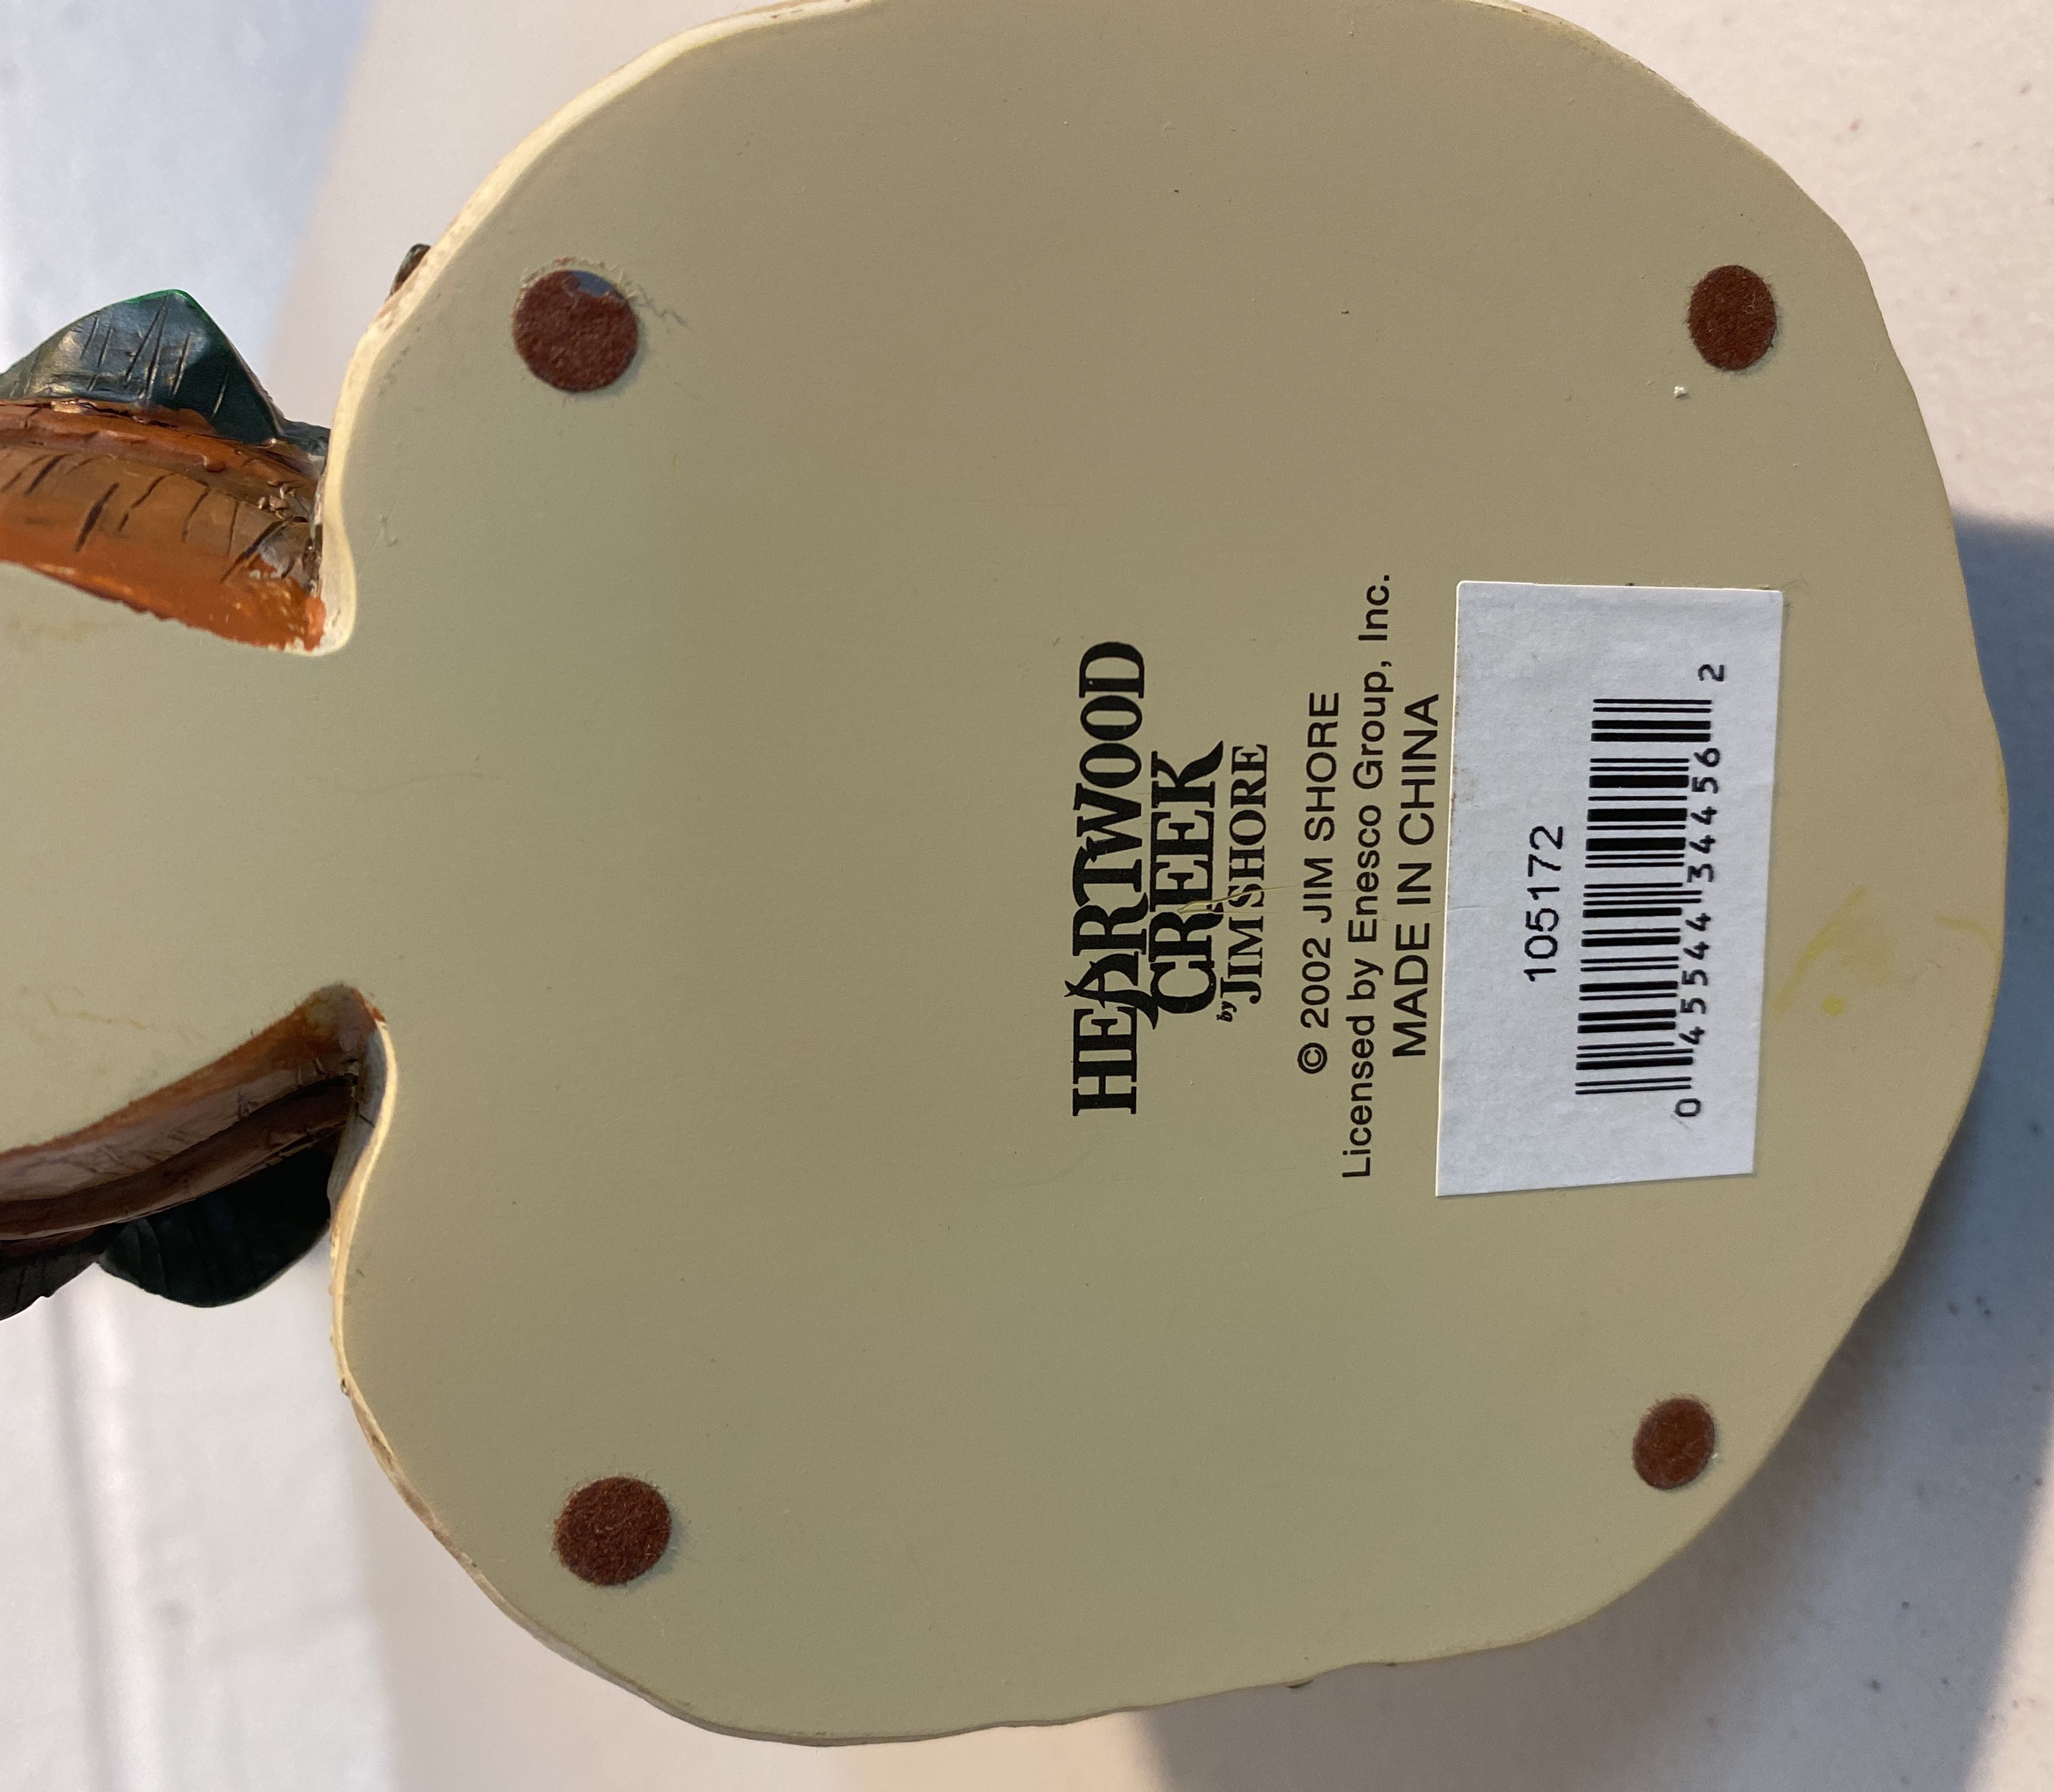 HEARTWOOD
CREEK
by JIM SHORE
© 2002 JIM SHORE
Licensed by Enesco Group, Inc.
MADE IN CHINA
105172
0 45544 34456 2